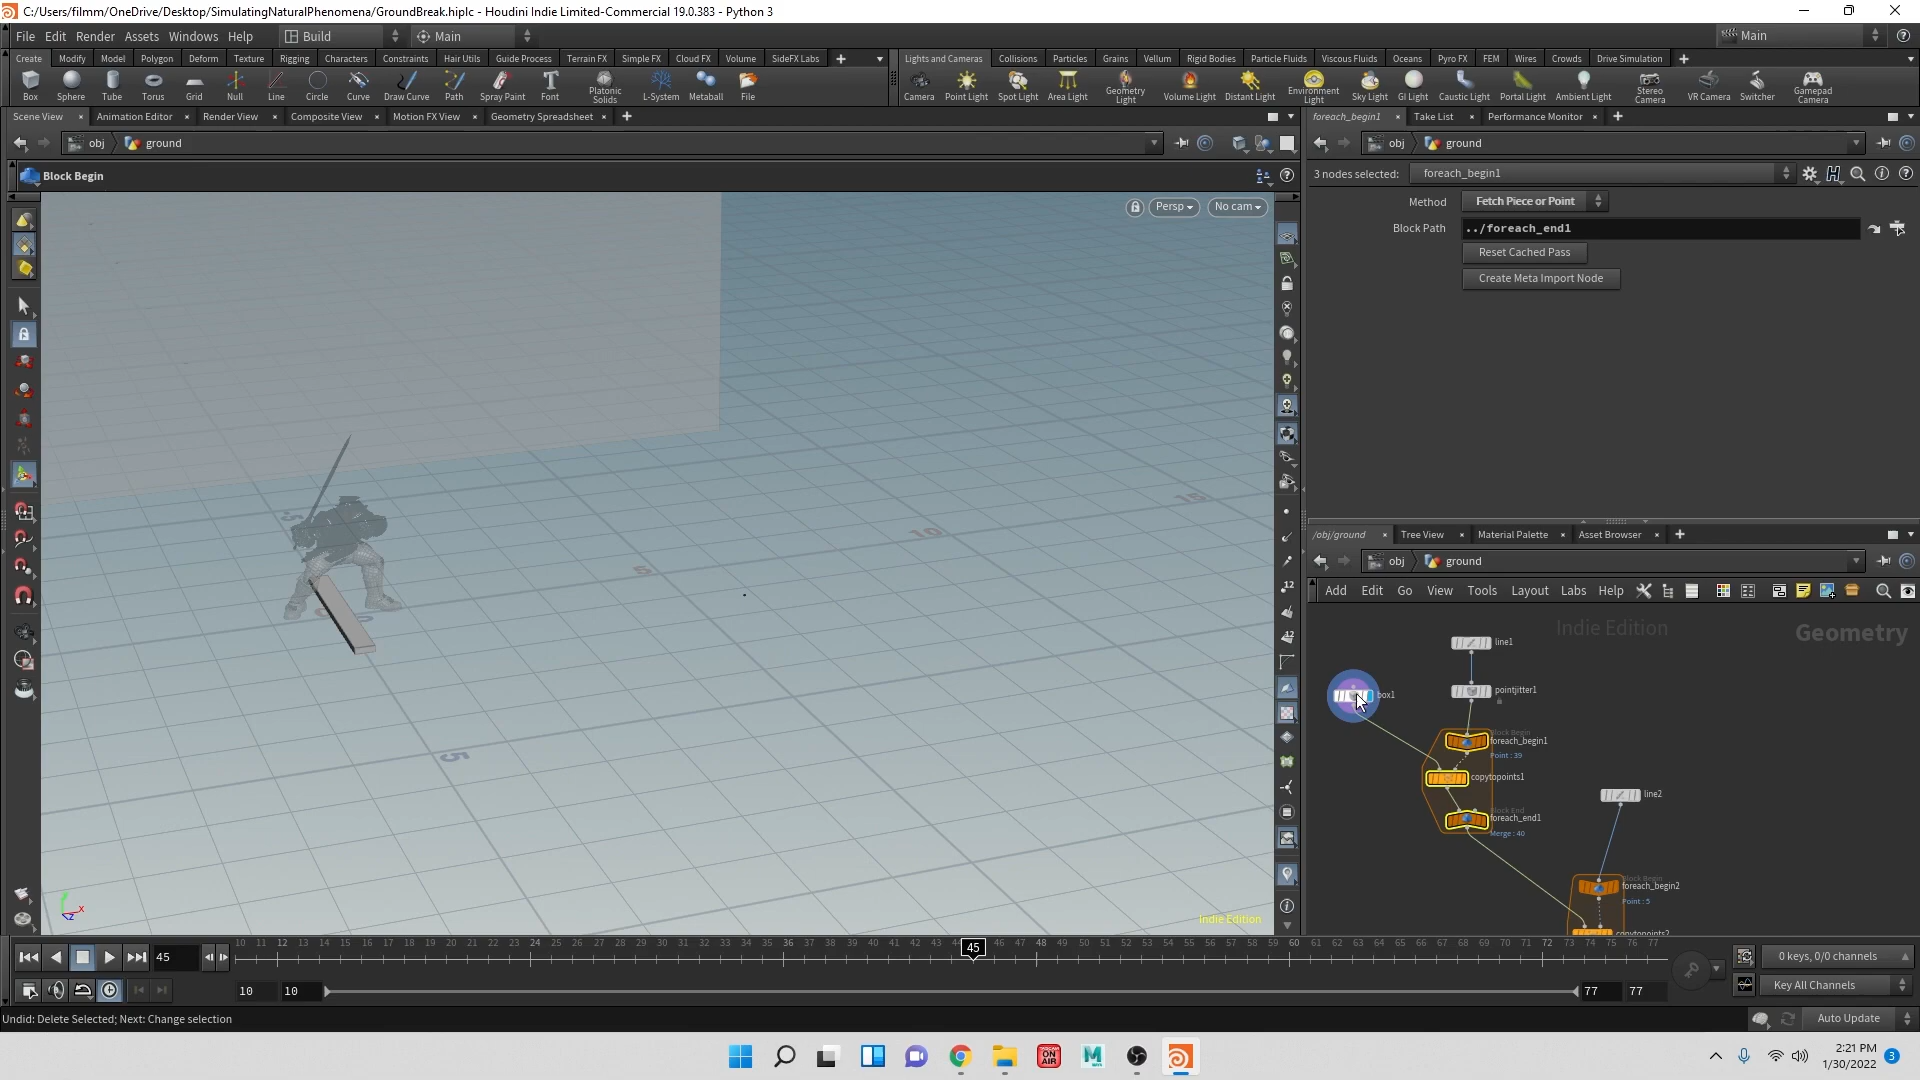 C:/Users/filmm/OneDrive/Desktop/SimulatingNaturalPhenomena/GroundBreak.hiplc - Houdini Indie Limited-Commercial 19.0.383 - Python 3
File Edit Render Assets Windows Help Build Main Main
Create Modify Model Polygon Deform Texture Rigging Characters Constraints Hair Utils Guide Process Terrain FX Simple FX Cloud FX Volume SideFX Labs
Lights and Cameras Collisions Particles Grains Vellum Rigid Bodies Particle Fluids Viscous Fluids Oceans Pyro FX FEM Wires Crowds Drive Simulation
Box Sphere Tube Torus Grid Null Line Circle Curve Draw Curve Path Spray Paint Font Platonic Solids L-System Metaball File
Camera Point Light Spot Light Area Light Geometry Light Volume Light Distant Light Environment Light Sky Light GI Light Caustic Light Portal Light Ambient Light Stereo Camera VR Camera Switcher Gamepad Camera
Scene View Animation Editor Render View Composite View Motion FX View Geometry Spreadsheet
foreach_begin1 Take List Performance Monitor
obj ground
obj ground
Block Begin
3 nodes selected: foreach_begin1
Persp No cam
Method Fetch Piece or Point
Block Path ../foreach_end1
Reset Cached Pass
Create Meta Import Node
15
10
5
5
Indie Edition
/obj/ground Tree View Material Palette Asset Browser
obj ground
Add Edit Go View Tools Layout Labs Help
Indie Edition
Geometry
line1
pointjitter1
box1
Block Begin
foreach_begin1
Point : 39
copytopoints1
Block End
foreach_end1
Merge : 40
line2
Block Begin
foreach_begin2
Point : 5
copytopoints2
45
10 11 12 13 14 15 16 17 18 19 20 21 22 23 24 25 26 27 28 29 30 31 32 33 34 35 36 37 38 39 40 41 42 43 44 45 46 47 48 49 50 51 52 53 54 55 56 57 58 59 60 61 62 63 64 65 66 67 68 69 70 71 72 73 74 75 76 77
0 keys, 0/0 channels
10 10 77 77
Key All Channels
Undid: Delete Selected; Next: Change selection
Auto Update
2:21 PM
1/30/2022
3